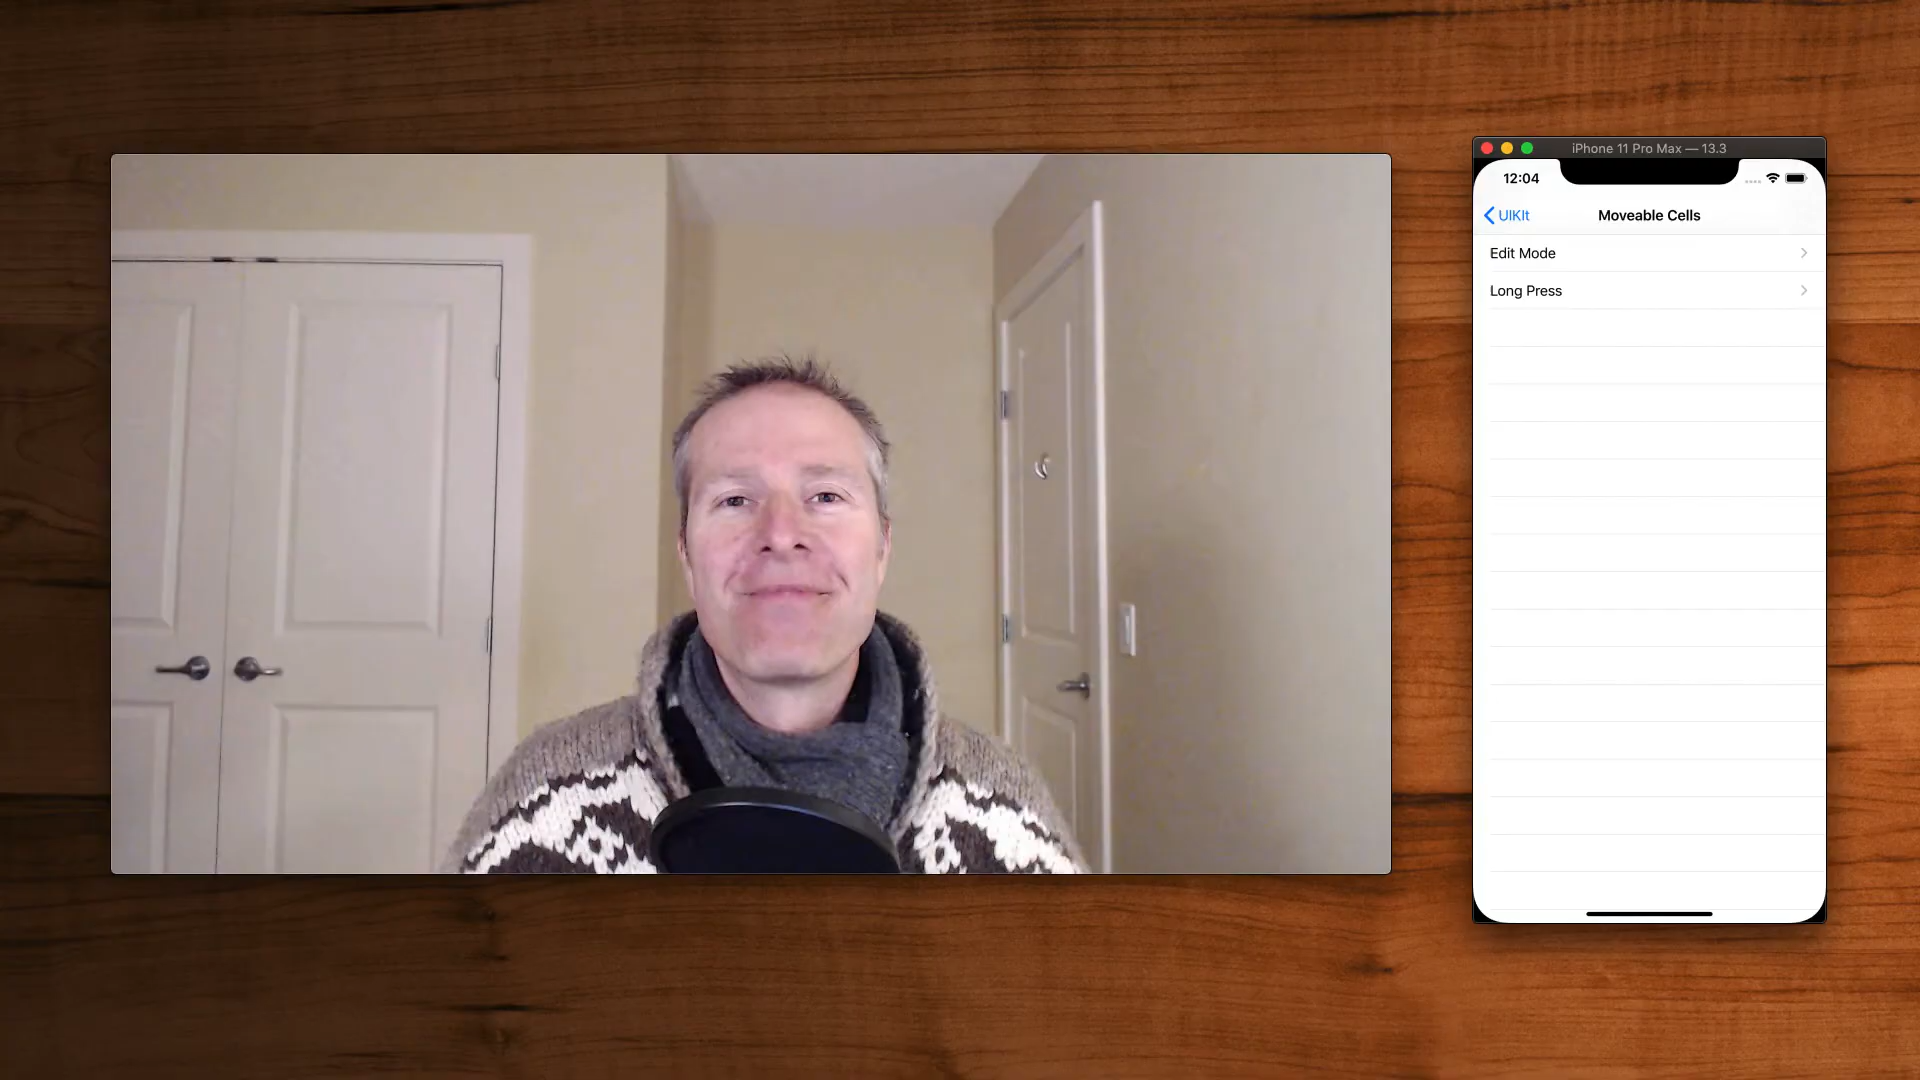 iPhone 11 Pro Max — 13.3
12:04
UIKIt
Moveable Cells
Edit Mode
Long Press